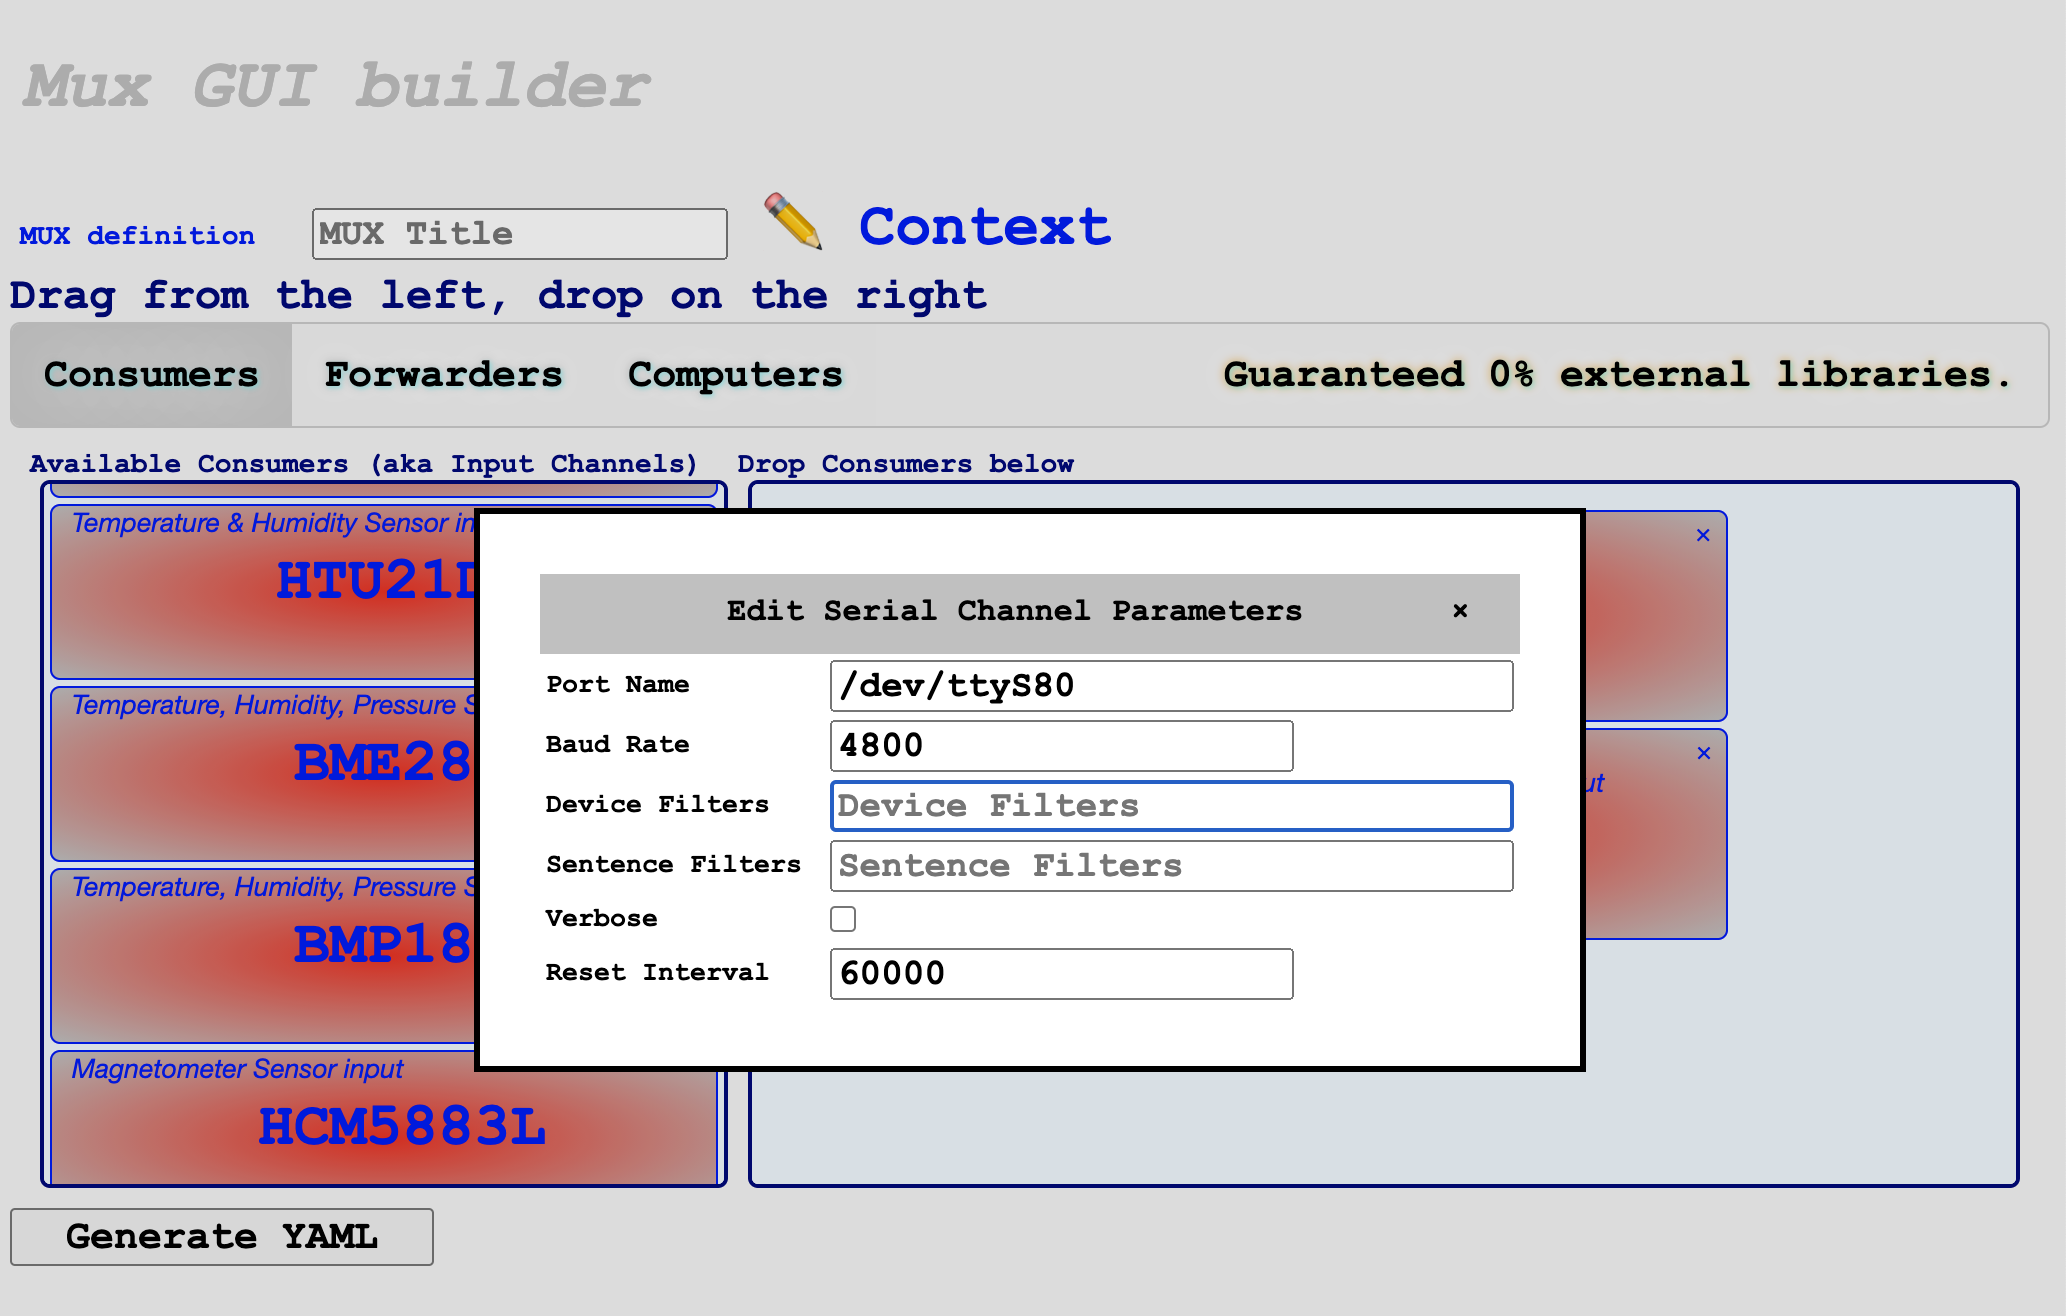 Mux GUI builder
MUX definition MUX Title Context
Drag from the left, drop on the right
Consumers Forwarders Computers Guaranteed 0% external libraries.
Available Consumers (aka Input Channels) Drop Consumers below
Temperature & Humidity Sensor in
HTU21D
Temperature, Humidity, Pressure S
BME28
Temperature, Humidity, Pressure S
BMP18
Magnetometer Sensor input
HCM5883L
×
×
ut
Edit Serial Channel Parameters ×
Port Name /dev/ttyS80
Baud Rate 4800
Device Filters Device Filters
Sentence Filters Sentence Filters
Verbose
Reset Interval 60000
Generate YAML